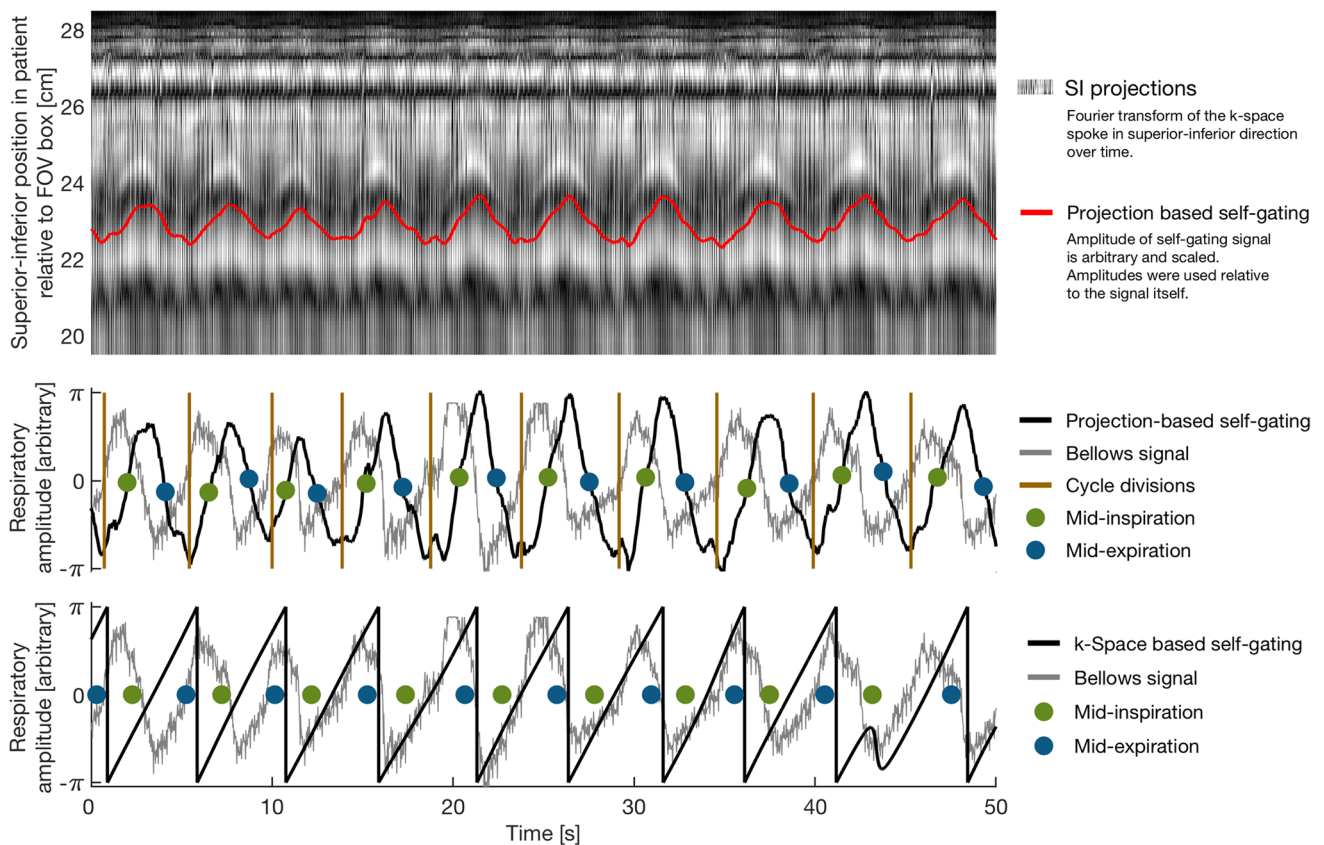 Superior-inferior position in patient
relative to FOV box [cm]
28
26
24
22
20
SI projections
Fourier transform of the k-space
spoke in superior-inferior direction
over time.
Projection based self-gating
Amplitude of self-gating signal
is arbitrary and scaled.
Amplitudes were used relative
to the signal itself.
Respiratory
amplitude [arbitrary]
π
0
-π
Projection-based self-gating
Bellows signal
Cycle divisions
Mid-inspiration
Mid-expiration
Respiratory
amplitude [arbitrary]
π
0
-π
k-Space based self-gating
Bellows signal
Mid-inspiration
Mid-expiration
0 10 20 30 40 50
Time [s]